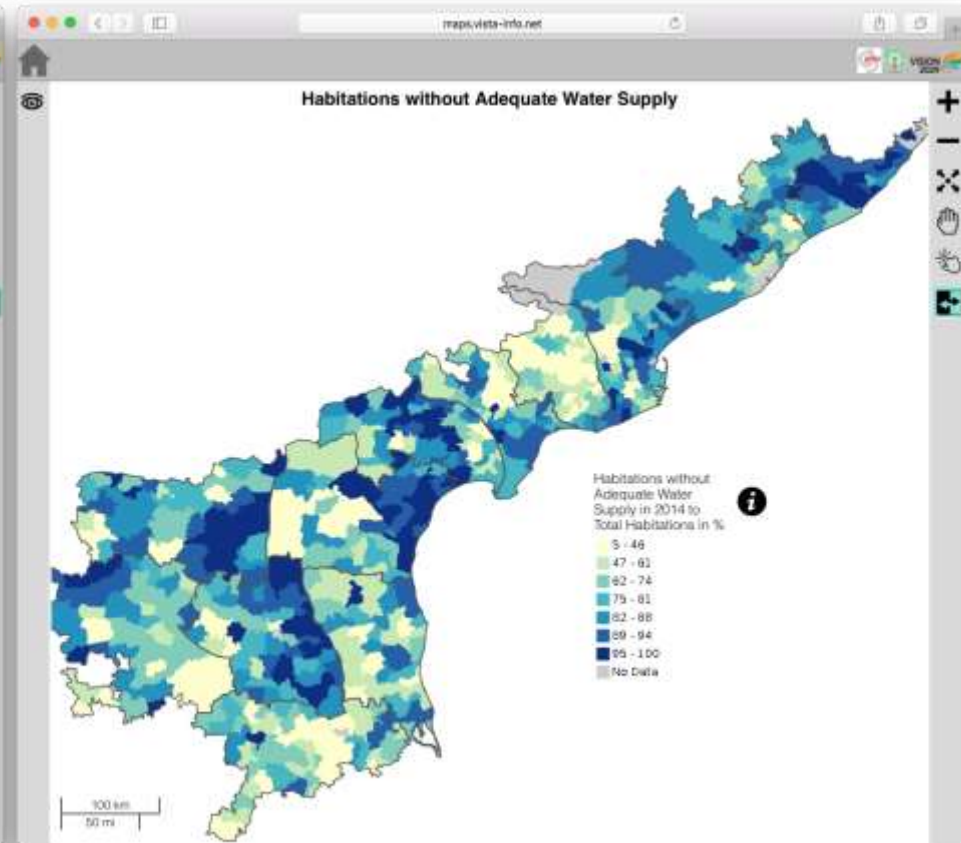 maps.vista-info.net
VISION
2029
Habitations without Adequate Water Supply
Habitations without
Adequate Water
Supply in 2014 to
Total Habitations in %
5 - 46
47 - 61
62 - 74
75 - 81
82 - 88
89 - 94
95 - 100
No Data
100 km
50 mi